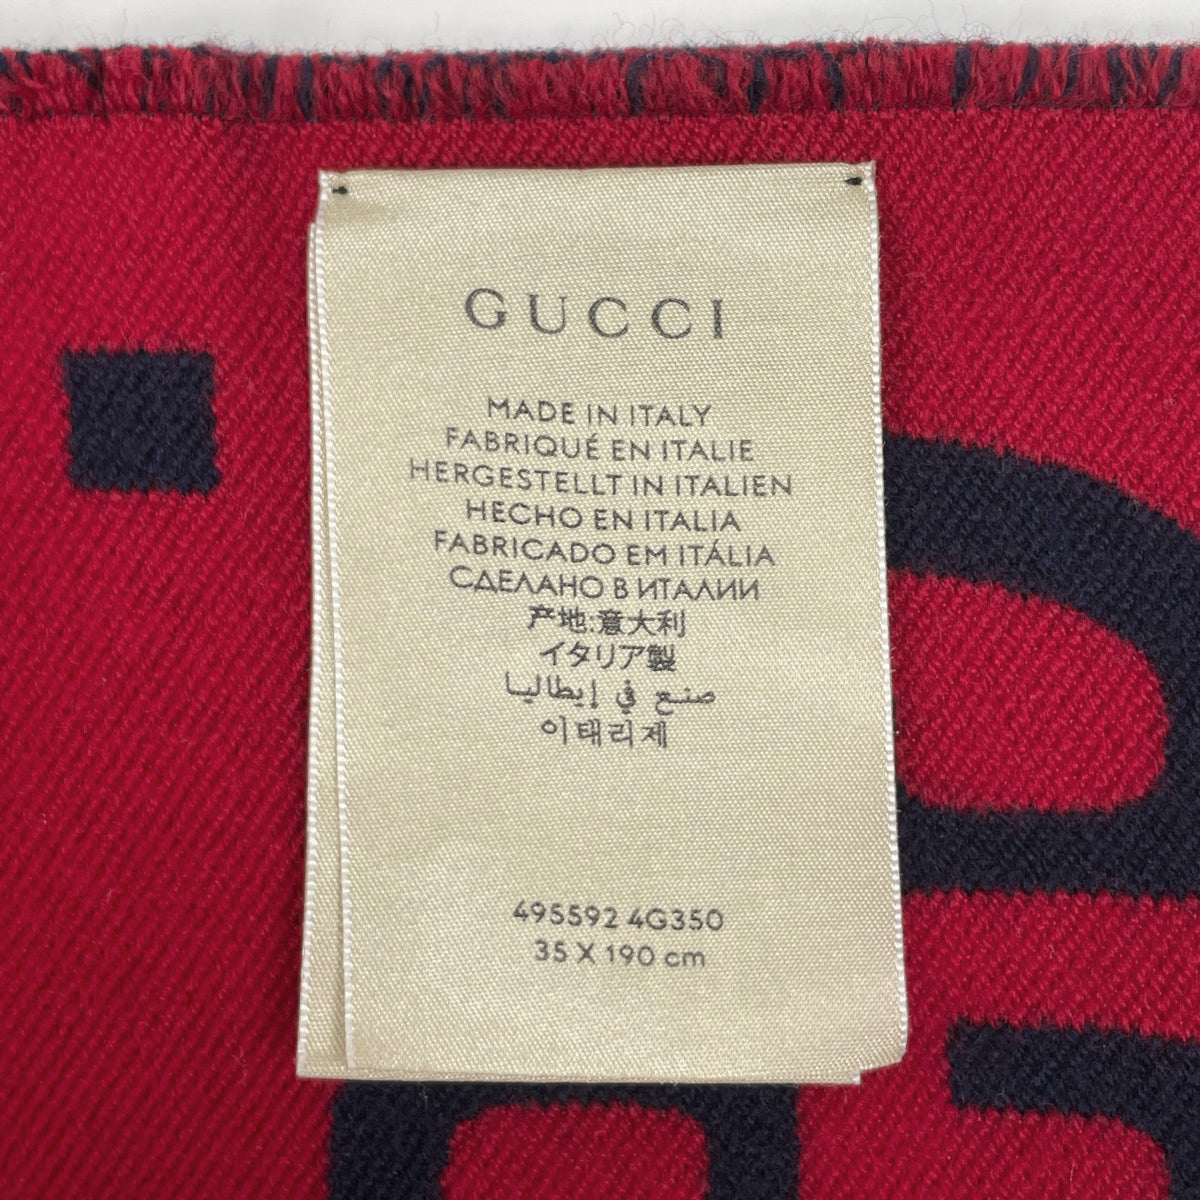 GUCCI
MADE IN ITALY
FABRIQUÉ EN ITALIE
HERGESTELLT IN ITALIEN
HECHO EN ITALIA
FABRICADO EM ITÁLIA
СДЕЛАНО В ИТАЛИИ
产地:意大利
イタリア製
صنع في إيطاليا
이태리제
495592 4G350
35 X 190 cm